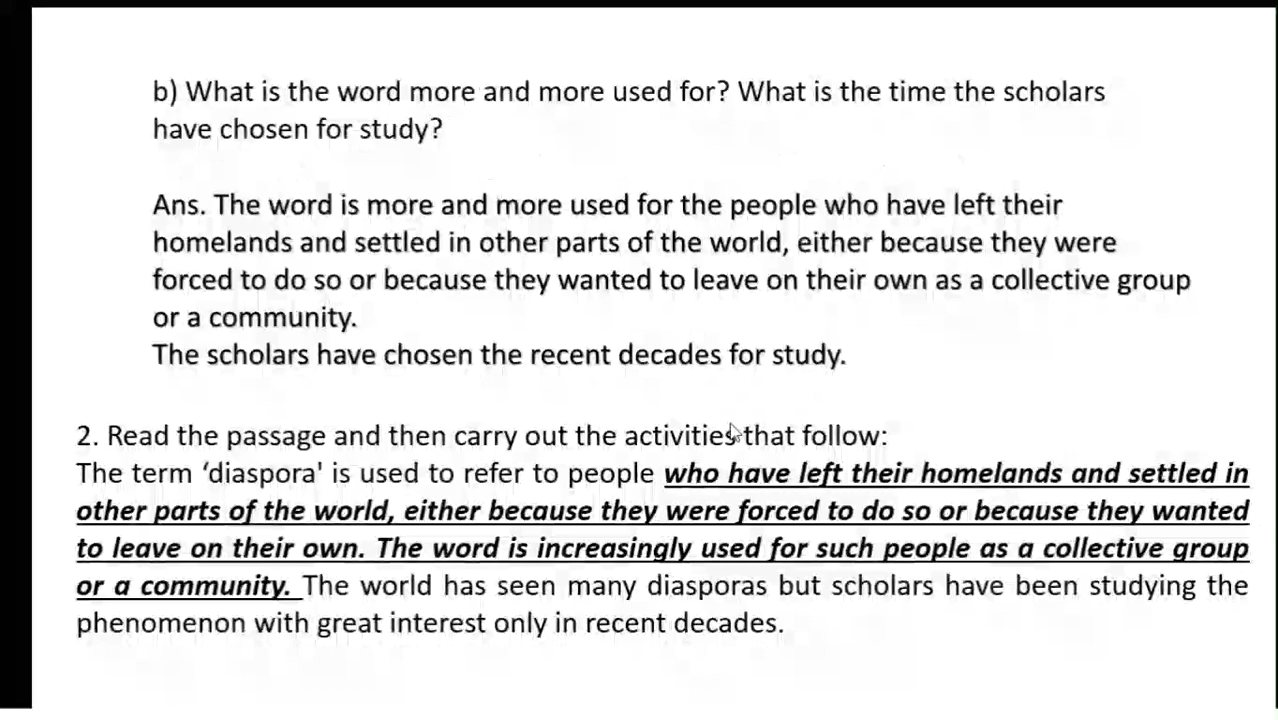 b) What is the word more and more used for? What is the time the scholars
have chosen for study?
Ans. The word is more and more used for the people who have left their
homelands and settled in other parts of the world, either because they were
forced to do so or because they wanted to leave on their own as a collective group
or a community.
The scholars have chosen the recent decades for study.
2. Read the passage and then carry out the activities that follow:
The term ‘diaspora' is used to refer to people who have left their homelands and settled in
other parts of the world, either because they were forced to do so or because they wanted
to leave on their own. The word is increasingly used for such people as a collective group
or a community. The world has seen many diasporas but scholars have been studying the
phenomenon with great interest only in recent decades.